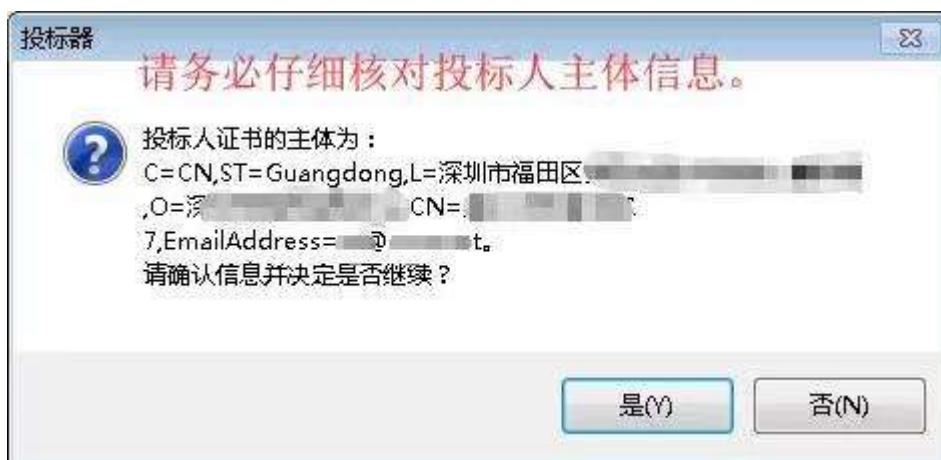 投标器
请务必仔细核对投标人主体信息。
投标人证书的主体为：
C=CN,ST=Guangdong,L=深圳市福田区
,O=深 CN=
7,EmailAddress= @ t。
请确认信息并决定是否继续？
是(Y) 否(N)